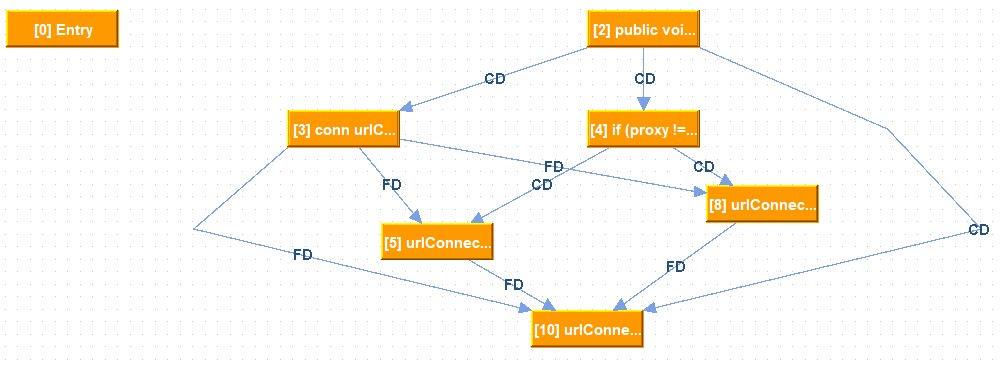 [0] Entry
[2] public voi...
CD
CD
[3] conn urlC...
[4] if (proxy !=...
FD
CD
FD
CD
[8] urlConnec...
[5] urlConnec...
CD
FD
FD
FD
[10] urlConne...